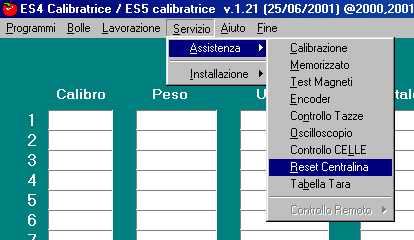 ES4 Calibratrice / ES5 calibratrice v.1.21 (25/06/2001) @2000,2001
Programmi Bolle Lavorazione Servizio Aiuto Fine
Assistenza
Installazione
Calibrazione
Memorizzato
Test Magneti
Encoder
Controllo Tazze
Oscilloscopio
Controllo CELLE
Reset Centralina
Tabella Tara
Controllo Remoto
Calibro Peso U tal
1
2
3
4
5
6
7